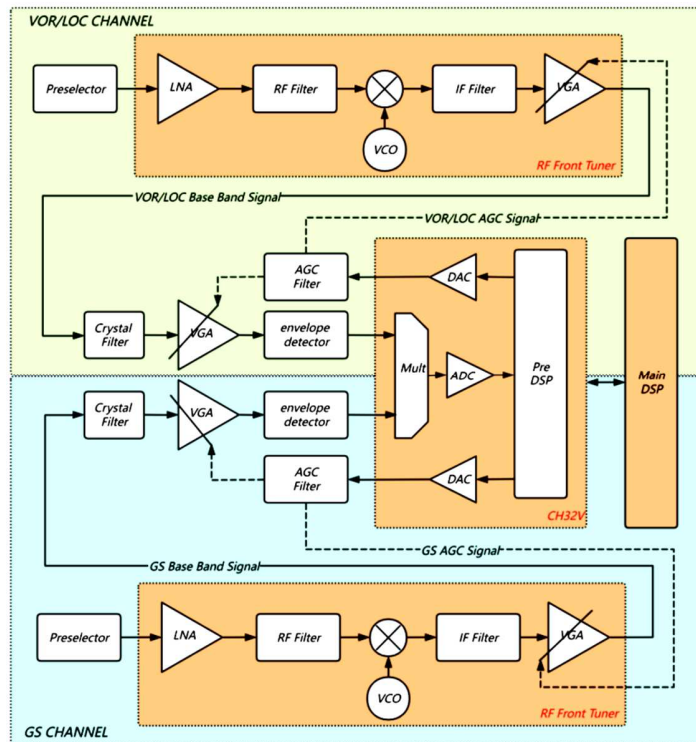 VOR/LOC CHANNEL
Preselector
LNA
RF Filter
IF Filter
VGA
VCO
RF Front Tuner
VOR/LOC Base Band Signal
VOR/LOC AGC Signal
AGC
Filter
DAC
Crystal
Filter
VGA
envelope
detector
Mult
ADC
Pre
DSP
Main
DSP
Crystal
Filter
VGA
envelope
detector
AGC
Filter
DAC
CH32V
GS AGC Signal
GS Base Band Signal
Preselector
LNA
RF Filter
IF Filter
VGA
VCO
RF Front Tuner
GS CHANNEL